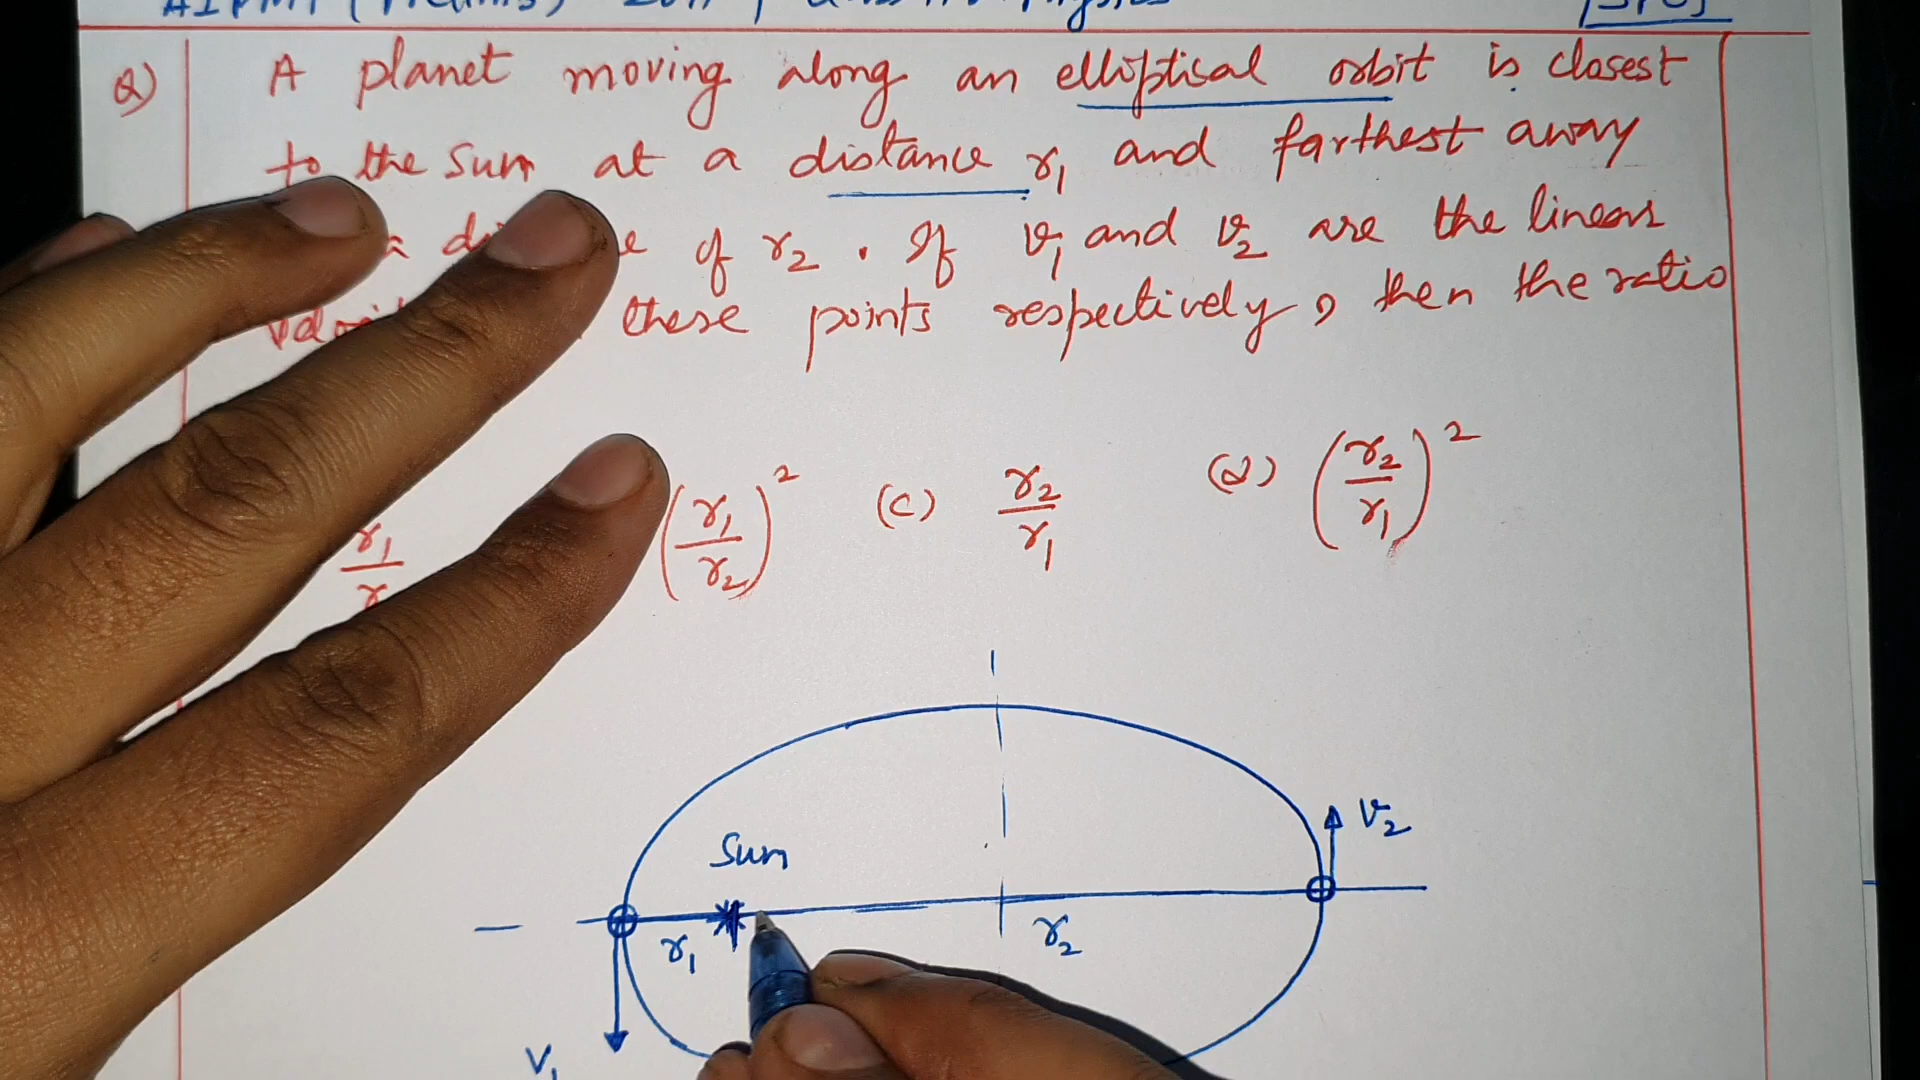 Q) A planet moving along an elliptical orbit is closest
to the Sun at a distance r₁ and farthest away
of r₂. If v₁ and v₂ are the linear
these points respectively, then the ratio
r₁ (r₁/r₂)² (c) r₂/r₁ (d) (r₂/r₁)²
Sun
v₂
r₁
r₂
V₁